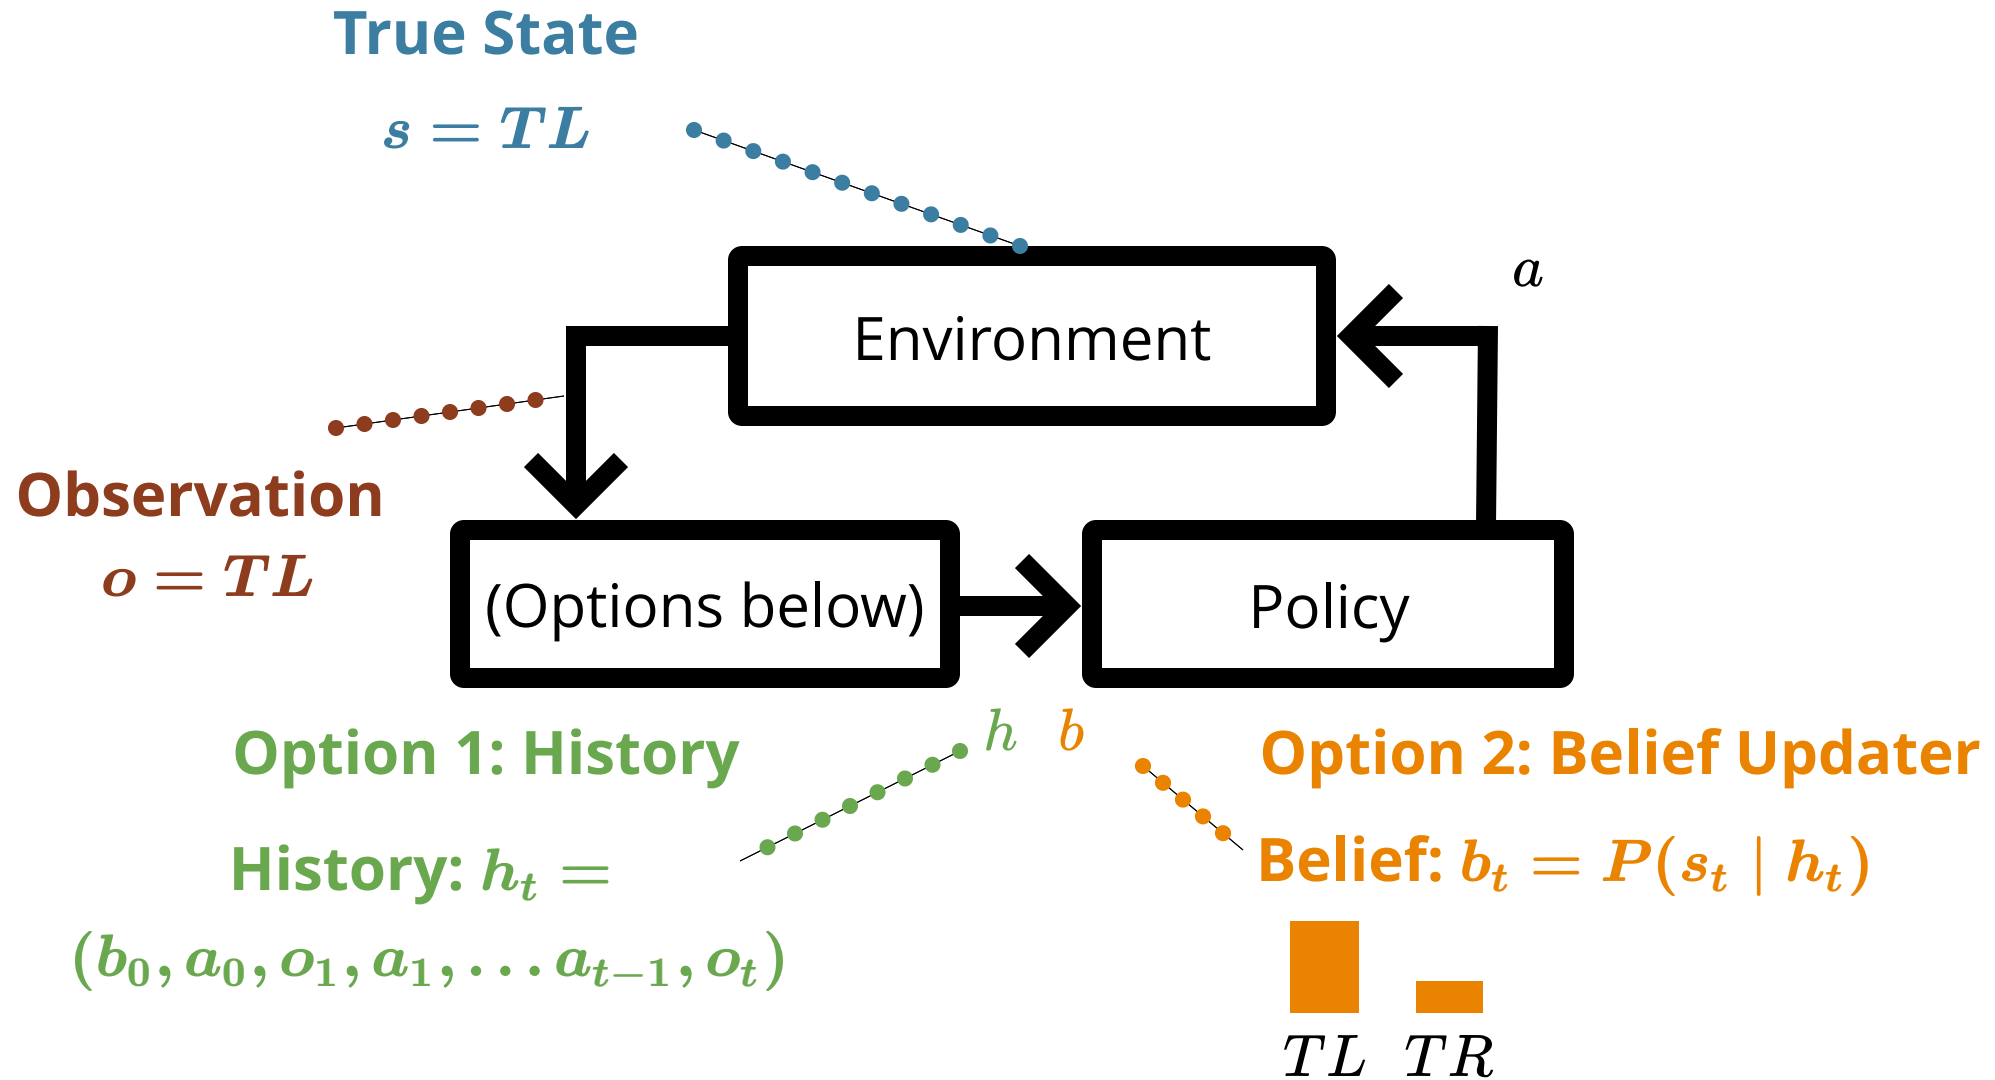 True State
s = TL
a
Environment
Observation
o = TL
(Options below)
Policy
h
b
Option 1: History
History: h_t =
(b_0, a_0, o_1, a_1, ... a_{t-1}, o_t)
Option 2: Belief Updater
Belief: b_t = P(s_t | h_t)
TL
TR